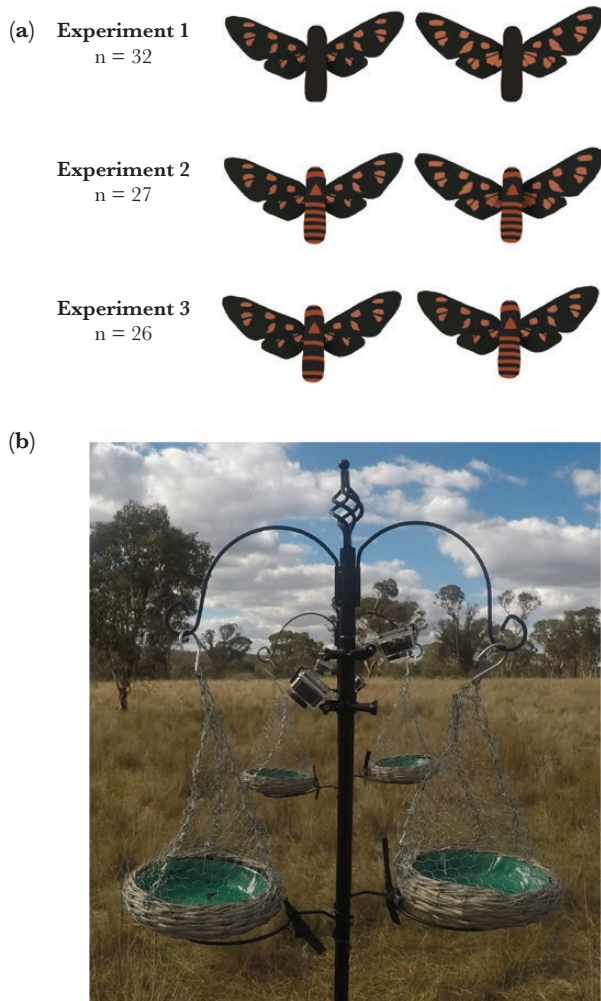 (a) Experiment 1
n = 32
Experiment 2
n = 27
Experiment 3
n = 26
(b)